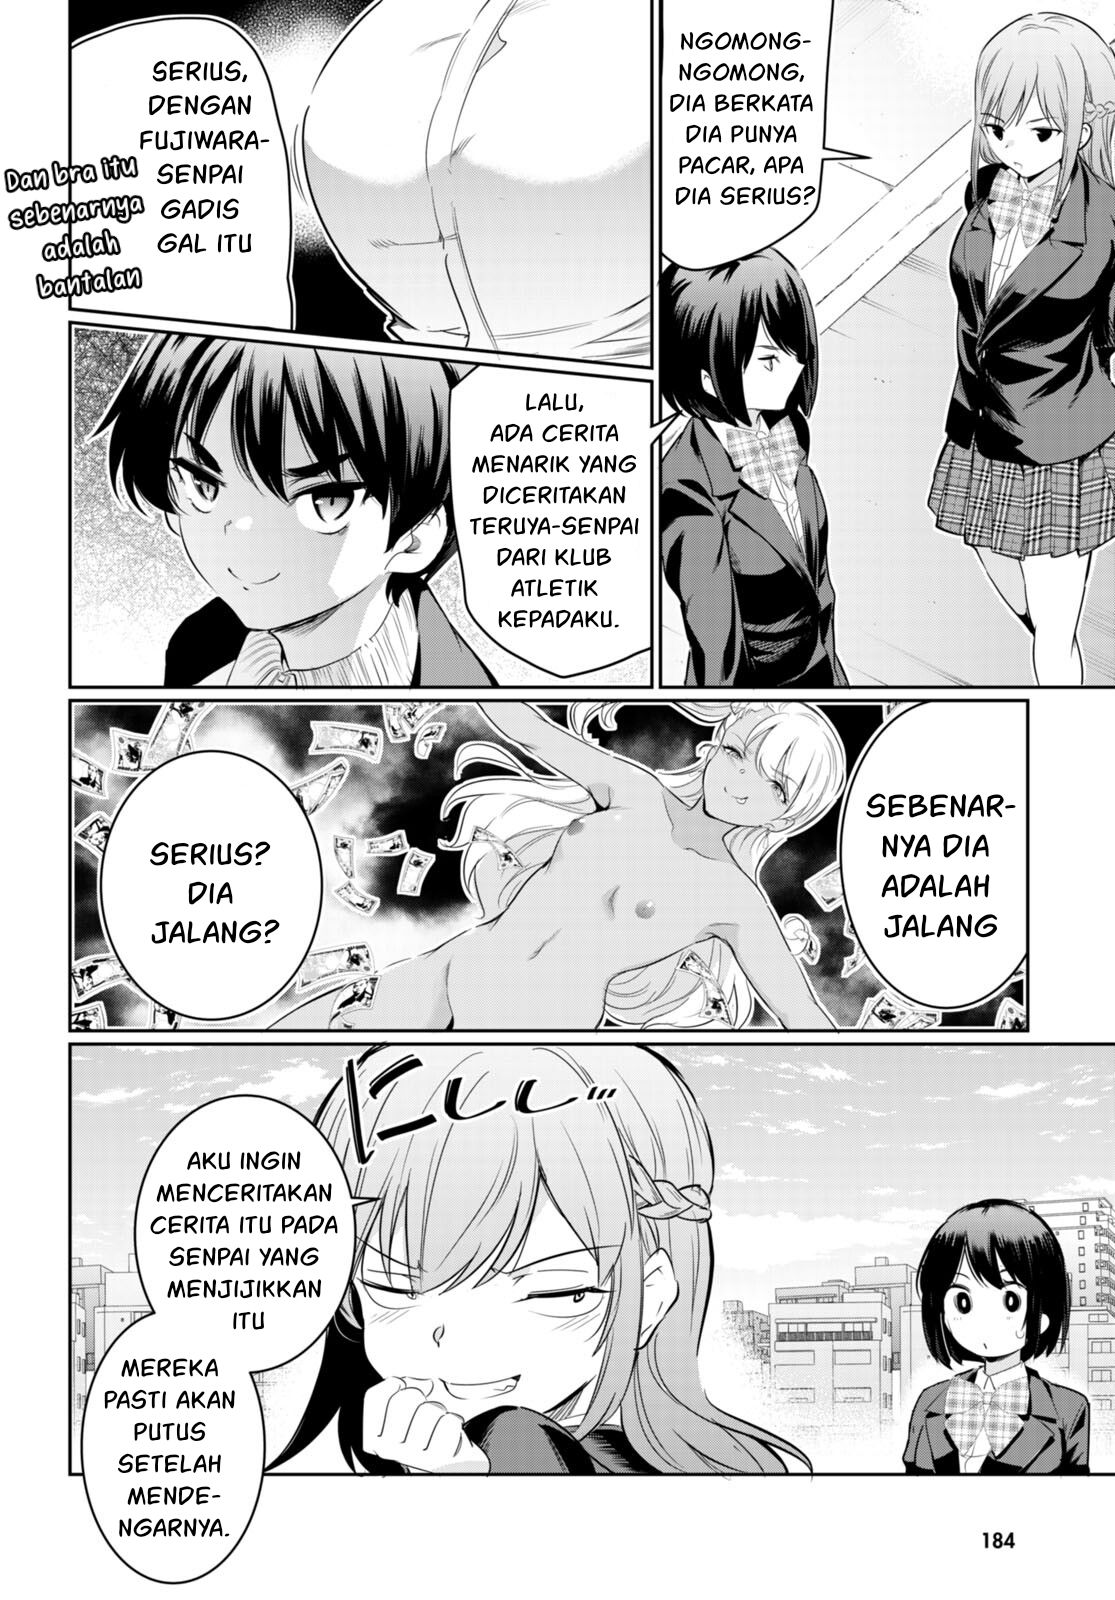 NGOMONG-
NGOMONG,
DIA BERKATA
DIA PUNYA
PACAR, APA
DIA SERIUS?
SERIUS,
DENGAN
FUJIWARA-
SENPAI
GADIS
GAL ITU
Dan bra itu
sebenarnya
adalah
bantalan
LALU,
ADA CERITA
MENARIK YANG
DICERITAKAN
TERUYA-SENPAI
DARI KLUB
ATLETIK
KEPADAKU.
SEBENAR-
NYA DIA
ADALAH
JALANG
SERIUS?
DIA
JALANG?
にーしし…
AKU INGIN
MENCERITAKAN
CERITA ITU PADA
SENPAI YANG
MENJIJIKKAN
ITU
MEREKA
PASTI AKAN
PUTUS
SETELAH
MENDE-
NGARNYA.
184